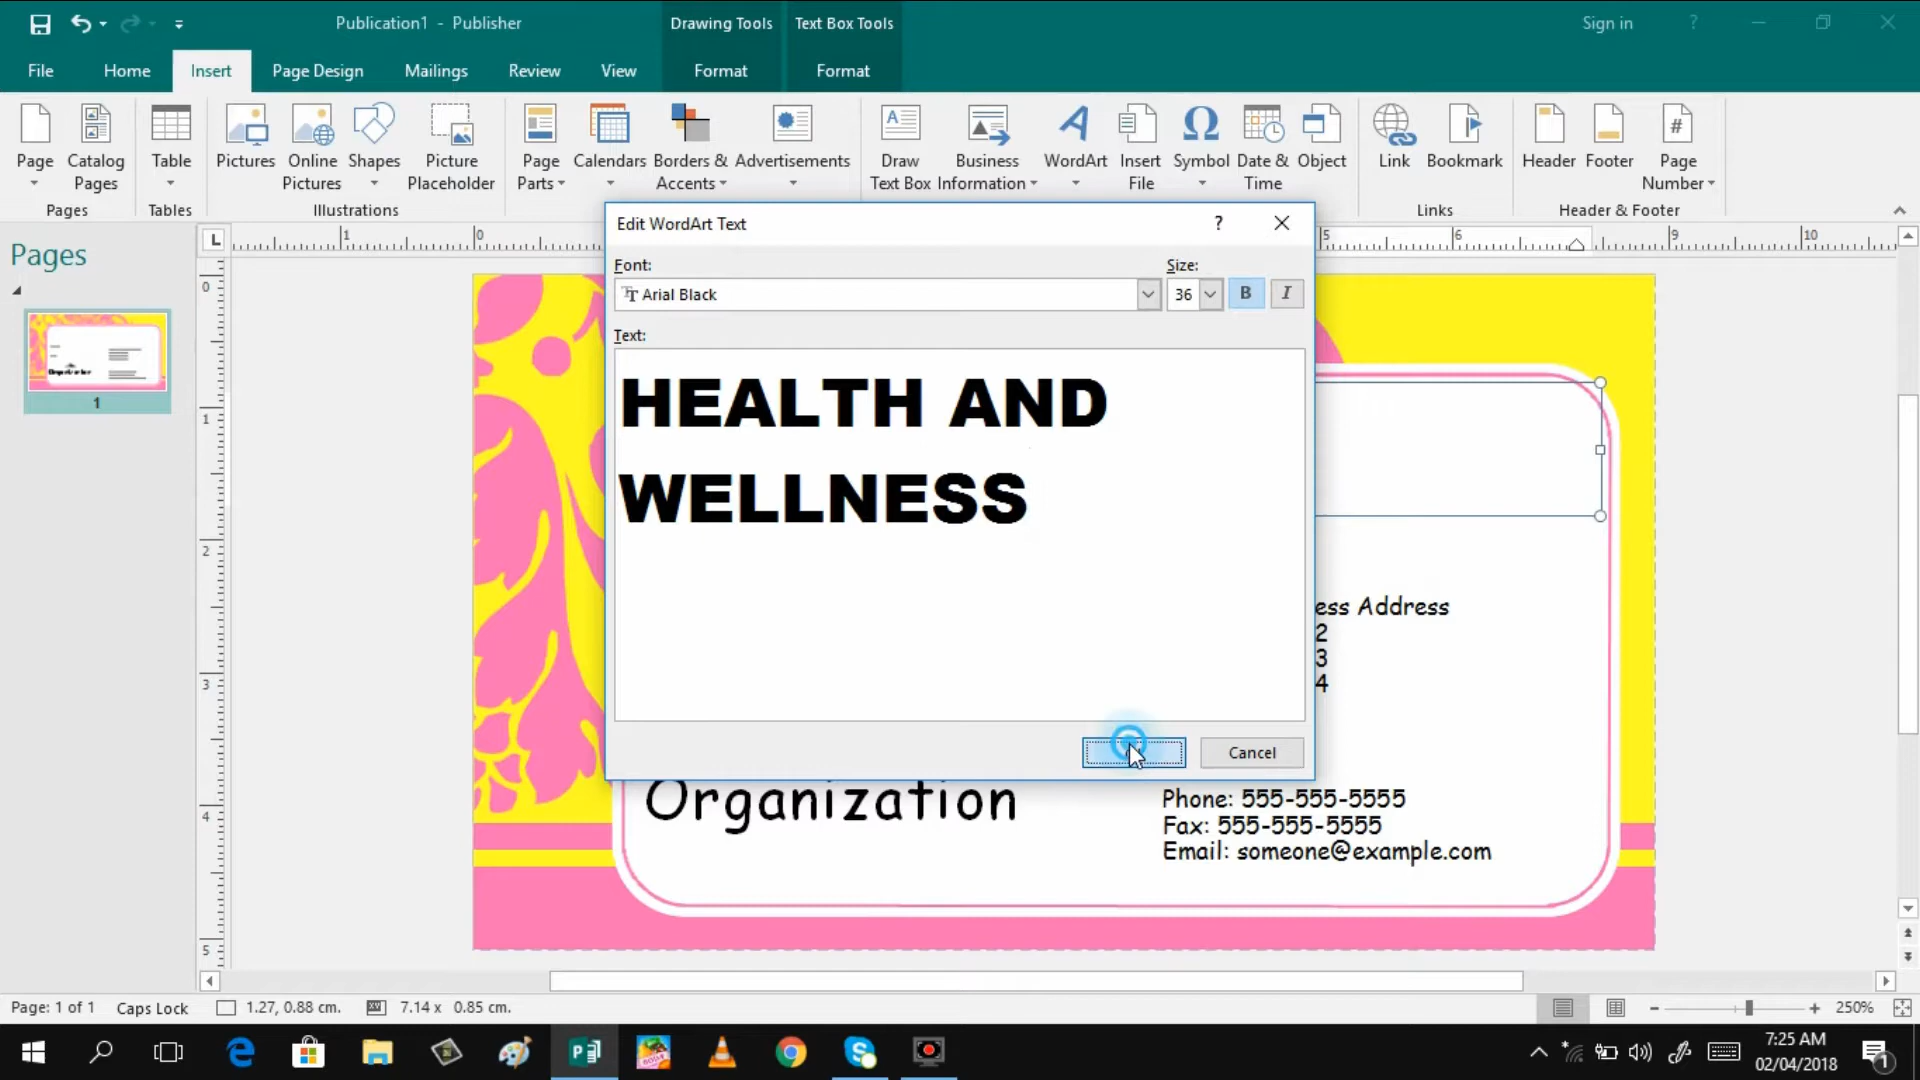 Publication1 - Publisher
Drawing Tools
Text Box Tools
Sign in
?
File
Home
Insert
Page Design
Mailings
Review
View
Format
Format
Page
Catalog Pages
Table
Pictures
Online Pictures
Shapes
Picture Placeholder
Page Parts
Calendars
Borders & Accents
Advertisements
Draw Text Box
Business Information
WordArt
Insert File
Symbol
Date & Time
Object
Link
Bookmark
Header
Footer
Page Number
Pages
Tables
Illustrations
Links
Header & Footer
Pages
1
Edit WordArt Text
?
Font:
Size:
Arial Black
36
B
I
Text:
HEALTH AND
WELLNESS
Cancel
ess Address
2
3
4
Organization
Phone: 555-555-5555
Fax: 555-555-5555
Email: someone@example.com
Page: 1 of 1
Caps Lock
1.27, 0.88 cm.
7.14 x 0.85 cm.
250%
7:25 AM
02/04/2018
1